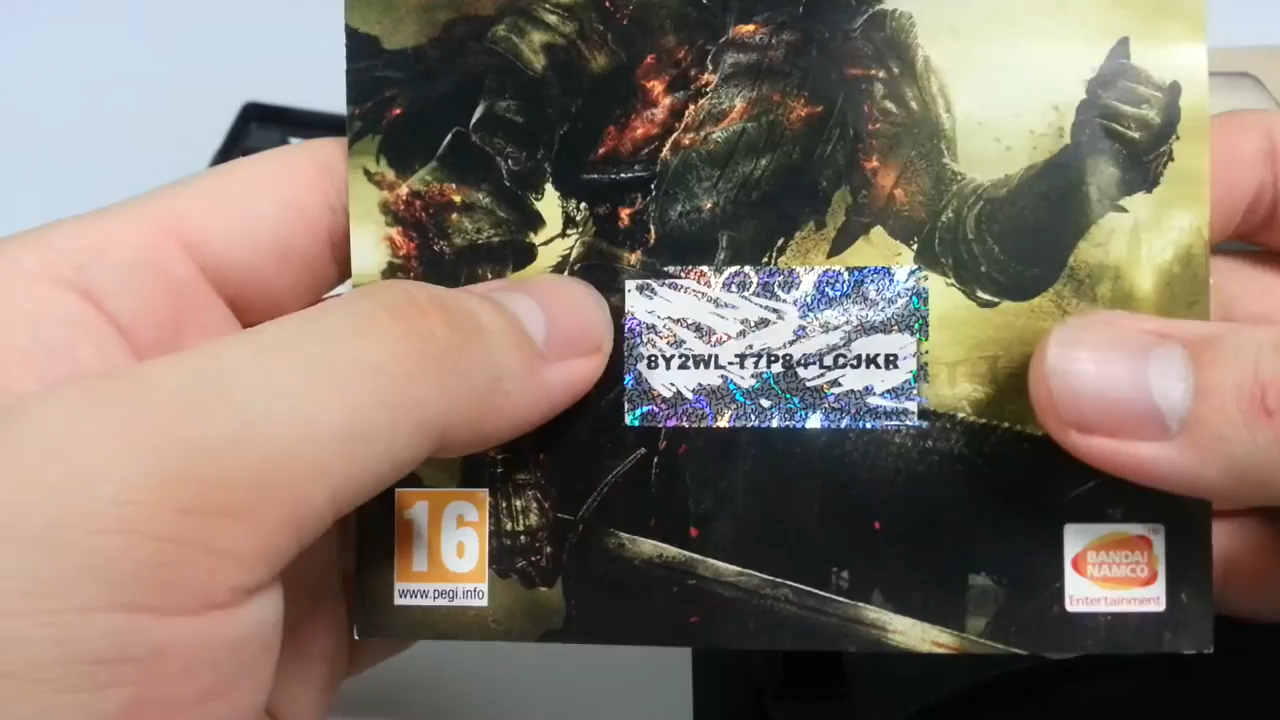 8Y2WL-T7P84-LCJKR
16
www.pegi.info
BANDAI
NAMCO
Entertainment